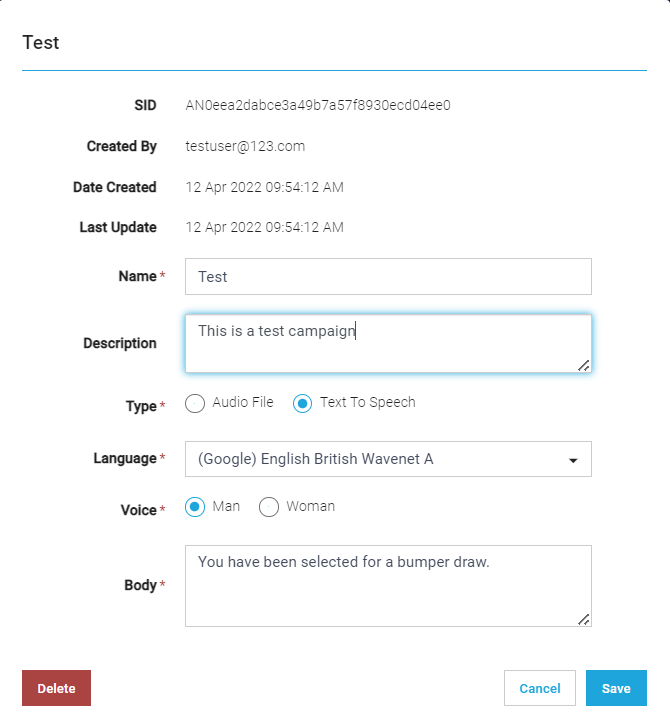 Test
SID AN0eea2dabce3a49b7a57f8930ecd04ee0
Created By testuser@123.com
Date Created 12 Apr 2022 09:54:12 AM
Last Update 12 Apr 2022 09:54:12 AM
Name * Test
Description This is a test campaign
Type * Audio File Text To Speech
Language * (Google) English British Wavenet A
Voice * Man Woman
Body * You have been selected for a bumper draw.
Delete Cancel Save